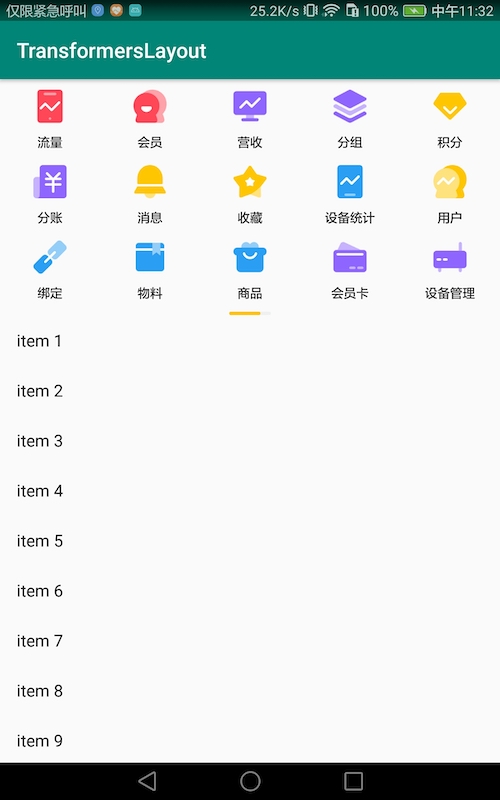 仅限紧急呼叫 25.2K/s 100% 中午11:32
TransformersLayout
流量 会员 营收 分组 积分
分账 消息 收藏 设备统计 用户
绑定 物料 商品 会员卡 设备管理
item 1
item 2
item 3
item 4
item 5
item 6
item 7
item 8
item 9